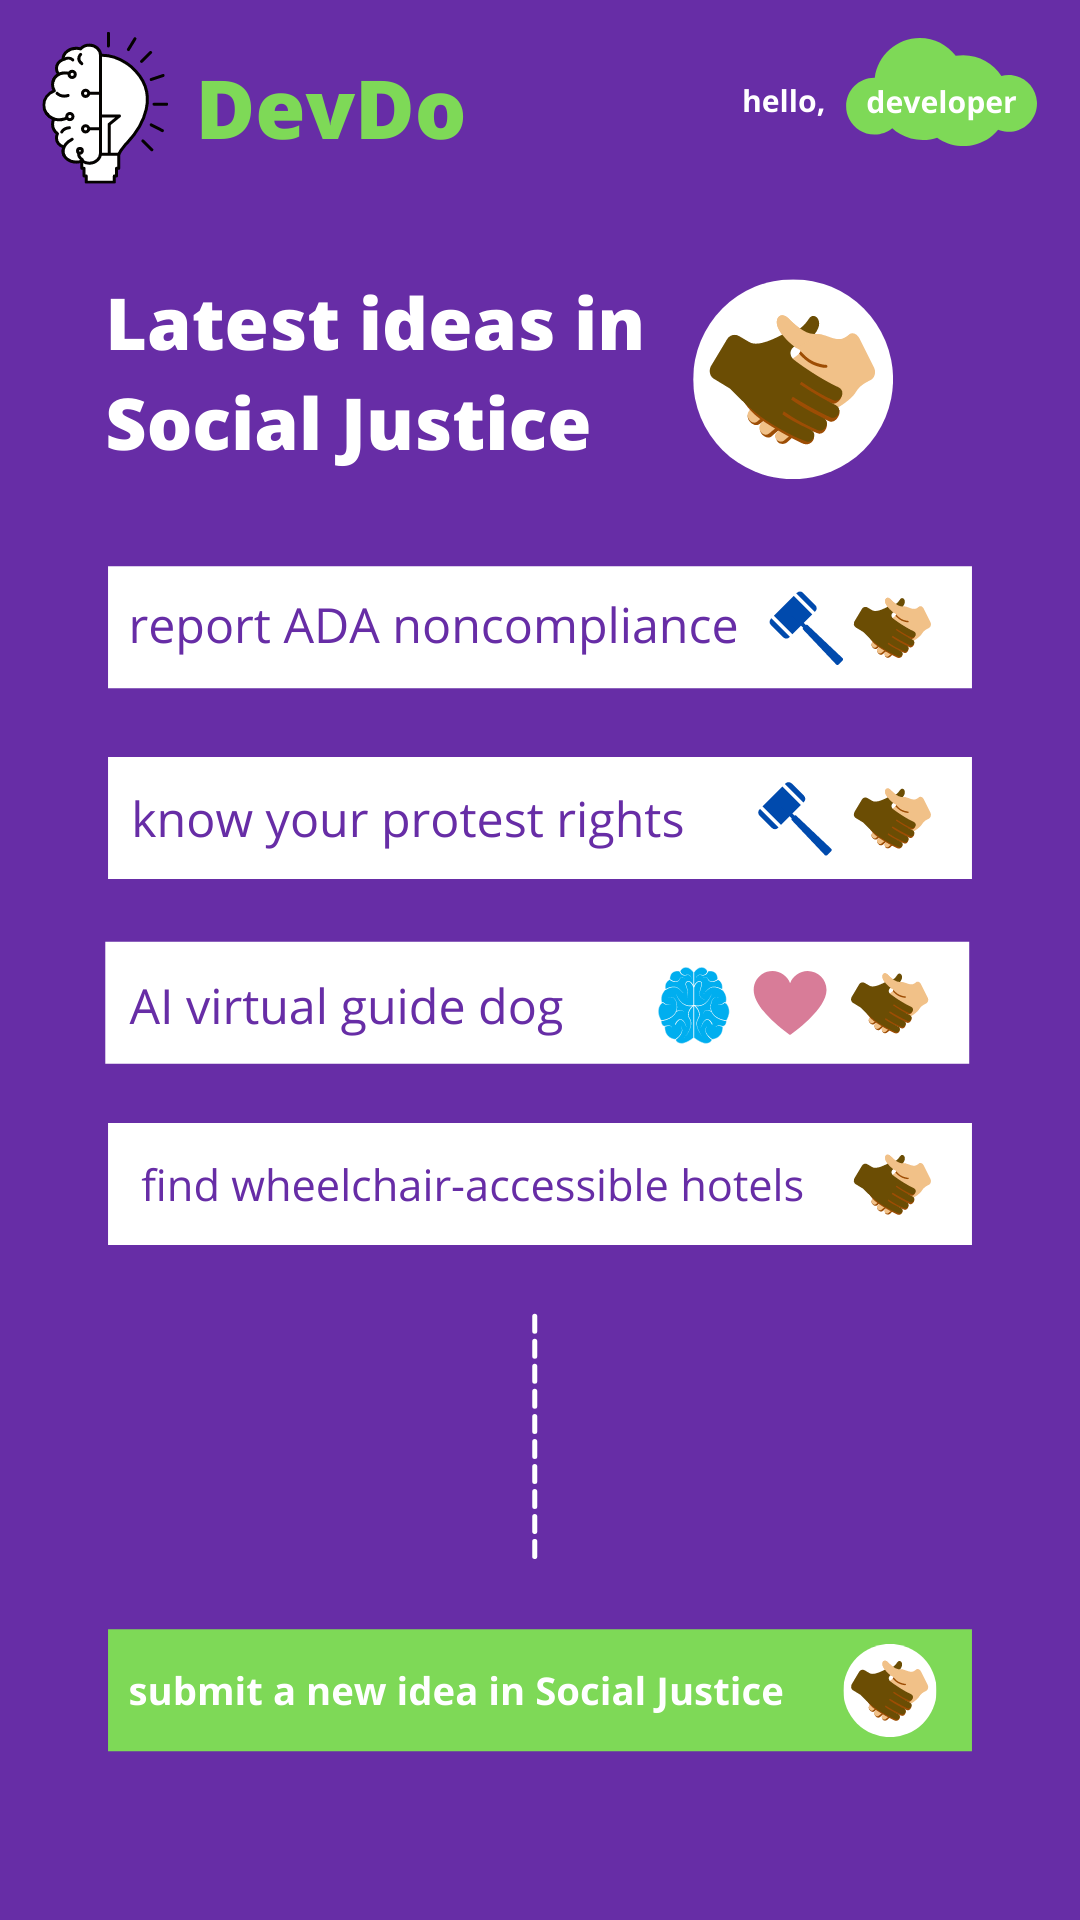 DevDo
hello, developer
Latest ideas in
Social Justice
report ADA noncompliance
know your protest rights
AI virtual guide dog
find wheelchair-accessible hotels
submit a new idea in Social Justice